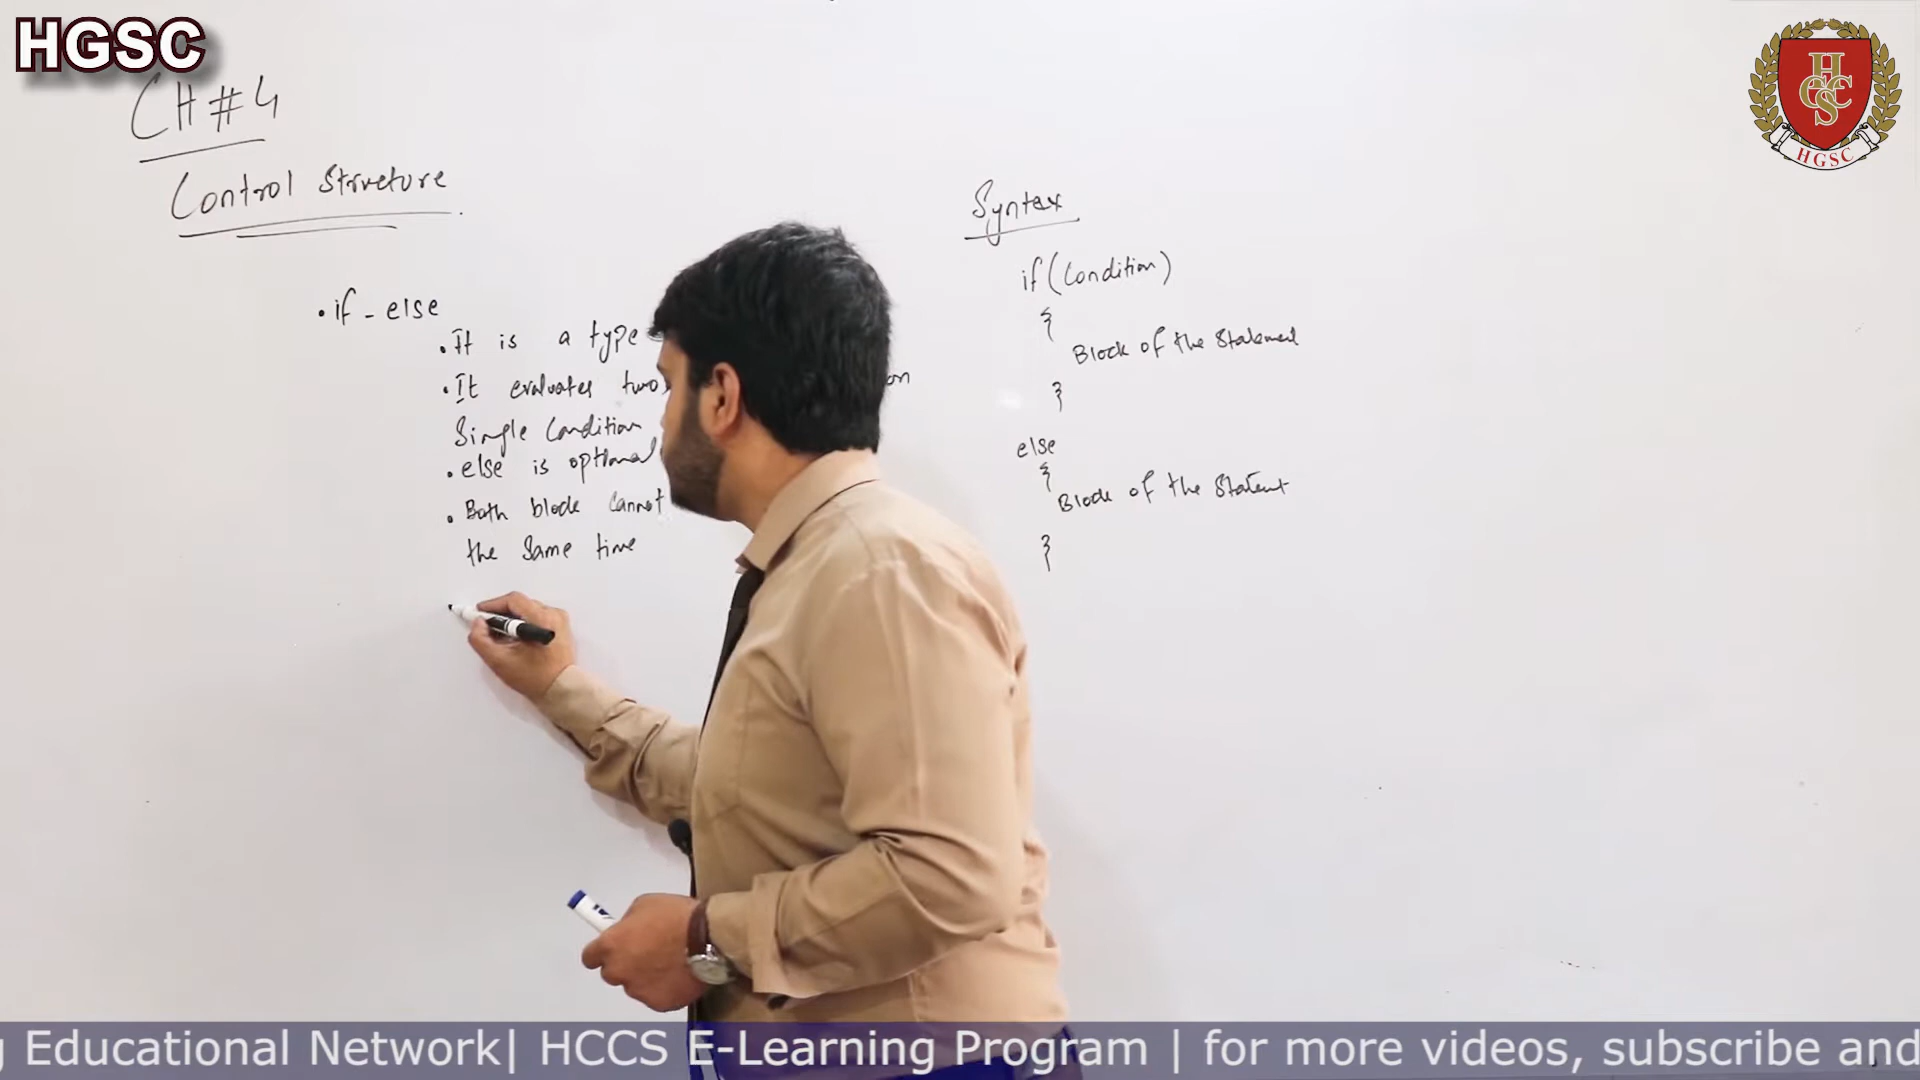 HGSC
CH#4
Control Structure
Syntax
if (Condition)
{
Block of the Statement
}
else
{
Block of the Statent
}
• if - else
• It is a type
• It evaluates two on
Single Condition
• else is optional
• Both block cannot
the Same time
H
C C
S
HGSC
g Educational Network| HCCS E-Learning Program | for more videos, subscribe and